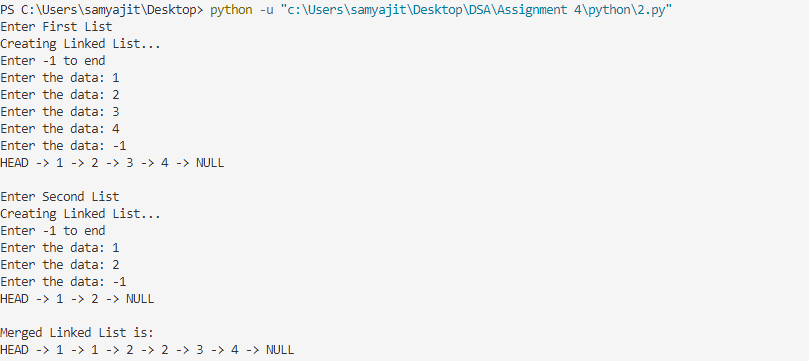 PS C:\Users\samyajit\Desktop> python -u "c:\Users\samyajit\Desktop\DSA\Assignment 4\python\2.py"
Enter First List
Creating Linked List...
Enter -1 to end
Enter the data: 1
Enter the data: 2
Enter the data: 3
Enter the data: 4
Enter the data: -1
HEAD -> 1 -> 2 -> 3 -> 4 -> NULL

Enter Second List
Creating Linked List...
Enter -1 to end
Enter the data: 1
Enter the data: 2
Enter the data: -1
HEAD -> 1 -> 2 -> NULL

Merged Linked List is:
HEAD -> 1 -> 1 -> 2 -> 2 -> 3 -> 4 -> NULL